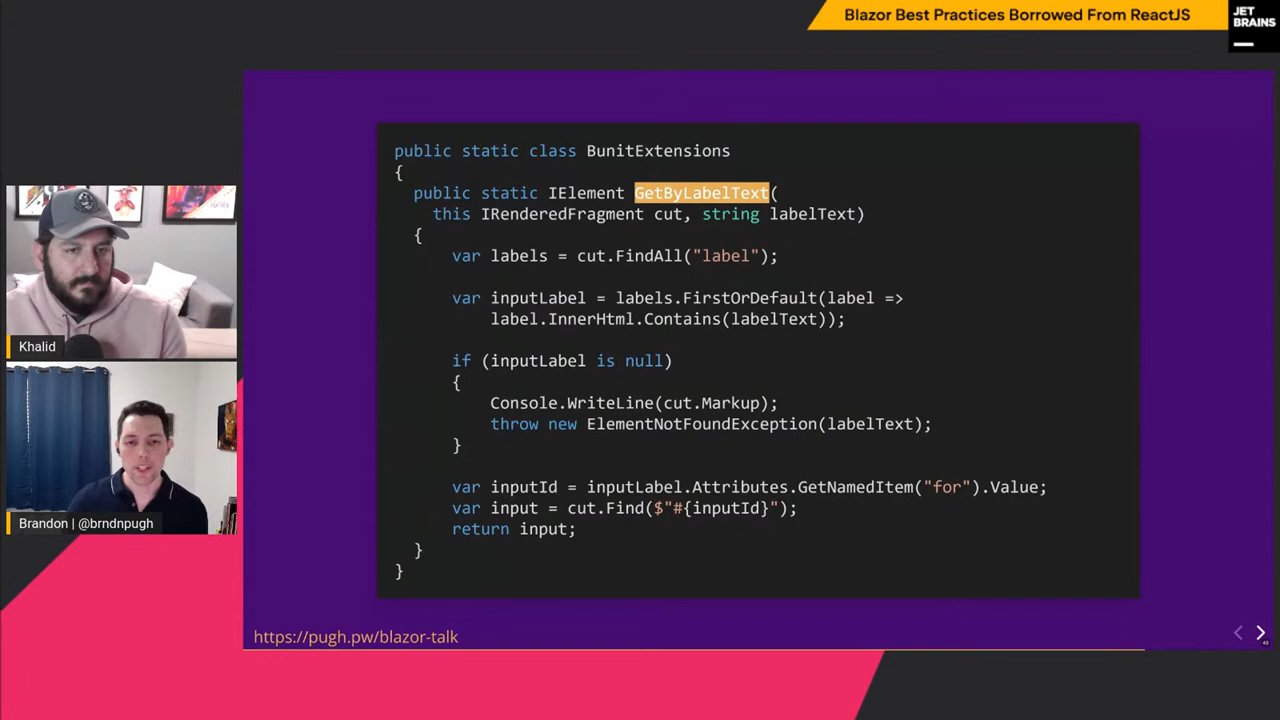 Blazor Best Practices Borrowed From ReactJS
JET
BRAINS
public static class BunitExtensions
{
public static IElement GetByLabelText(
this IRenderedFragment cut, string labelText)
{
var labels = cut.FindAll("label");
var inputLabel = labels.FirstOrDefault(label =>
label.InnerHtml.Contains(labelText));
if (inputLabel is null)
{
Console.WriteLine(cut.Markup);
throw new ElementNotFoundException(labelText);
}
var inputId = inputLabel.Attributes.GetNamedItem("for").Value;
var input = cut.Find($"#{inputId}");
return input;
}
}
Khalid
Brandon | @brndnpugh
https://pugh.pw/blazor-talk